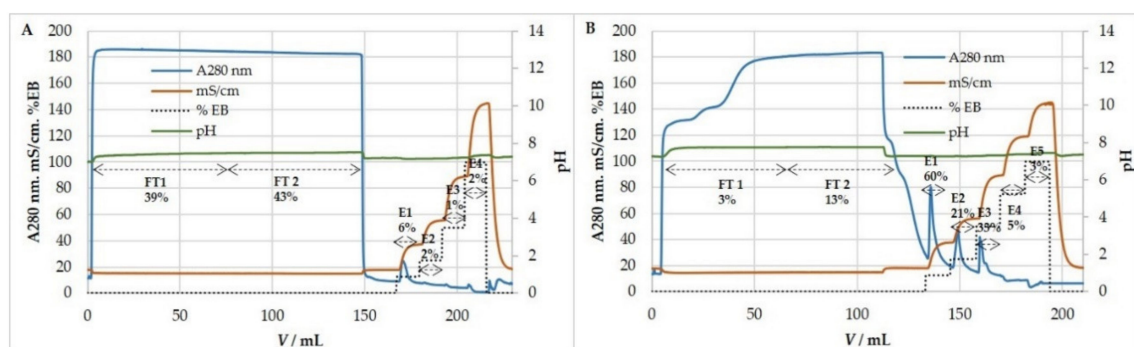 A
A280 nm. mS/cm. %EB
200
180
160
140
120
100
80
60
40
20
0
A280 nm
mS/cm
% EB
pH
FT1
39%
FT 2
43%
E1
6%
E2
2%
E3
1%
E4
2%
14
12
10
8
6
4
2
0
pH
0
50
100
150
200
V / mL
B
A280 nm. mS/cm. %EB
200
180
160
140
120
100
80
60
40
20
0
A280 nm
mS/cm
% EB
pH
FT 1
3%
FT 2
13%
E1
60%
E2
21%
E3
35%
E4
5%
E5
3%
14
12
10
8
6
4
2
0
pH
0
50
100
150
200
V / mL